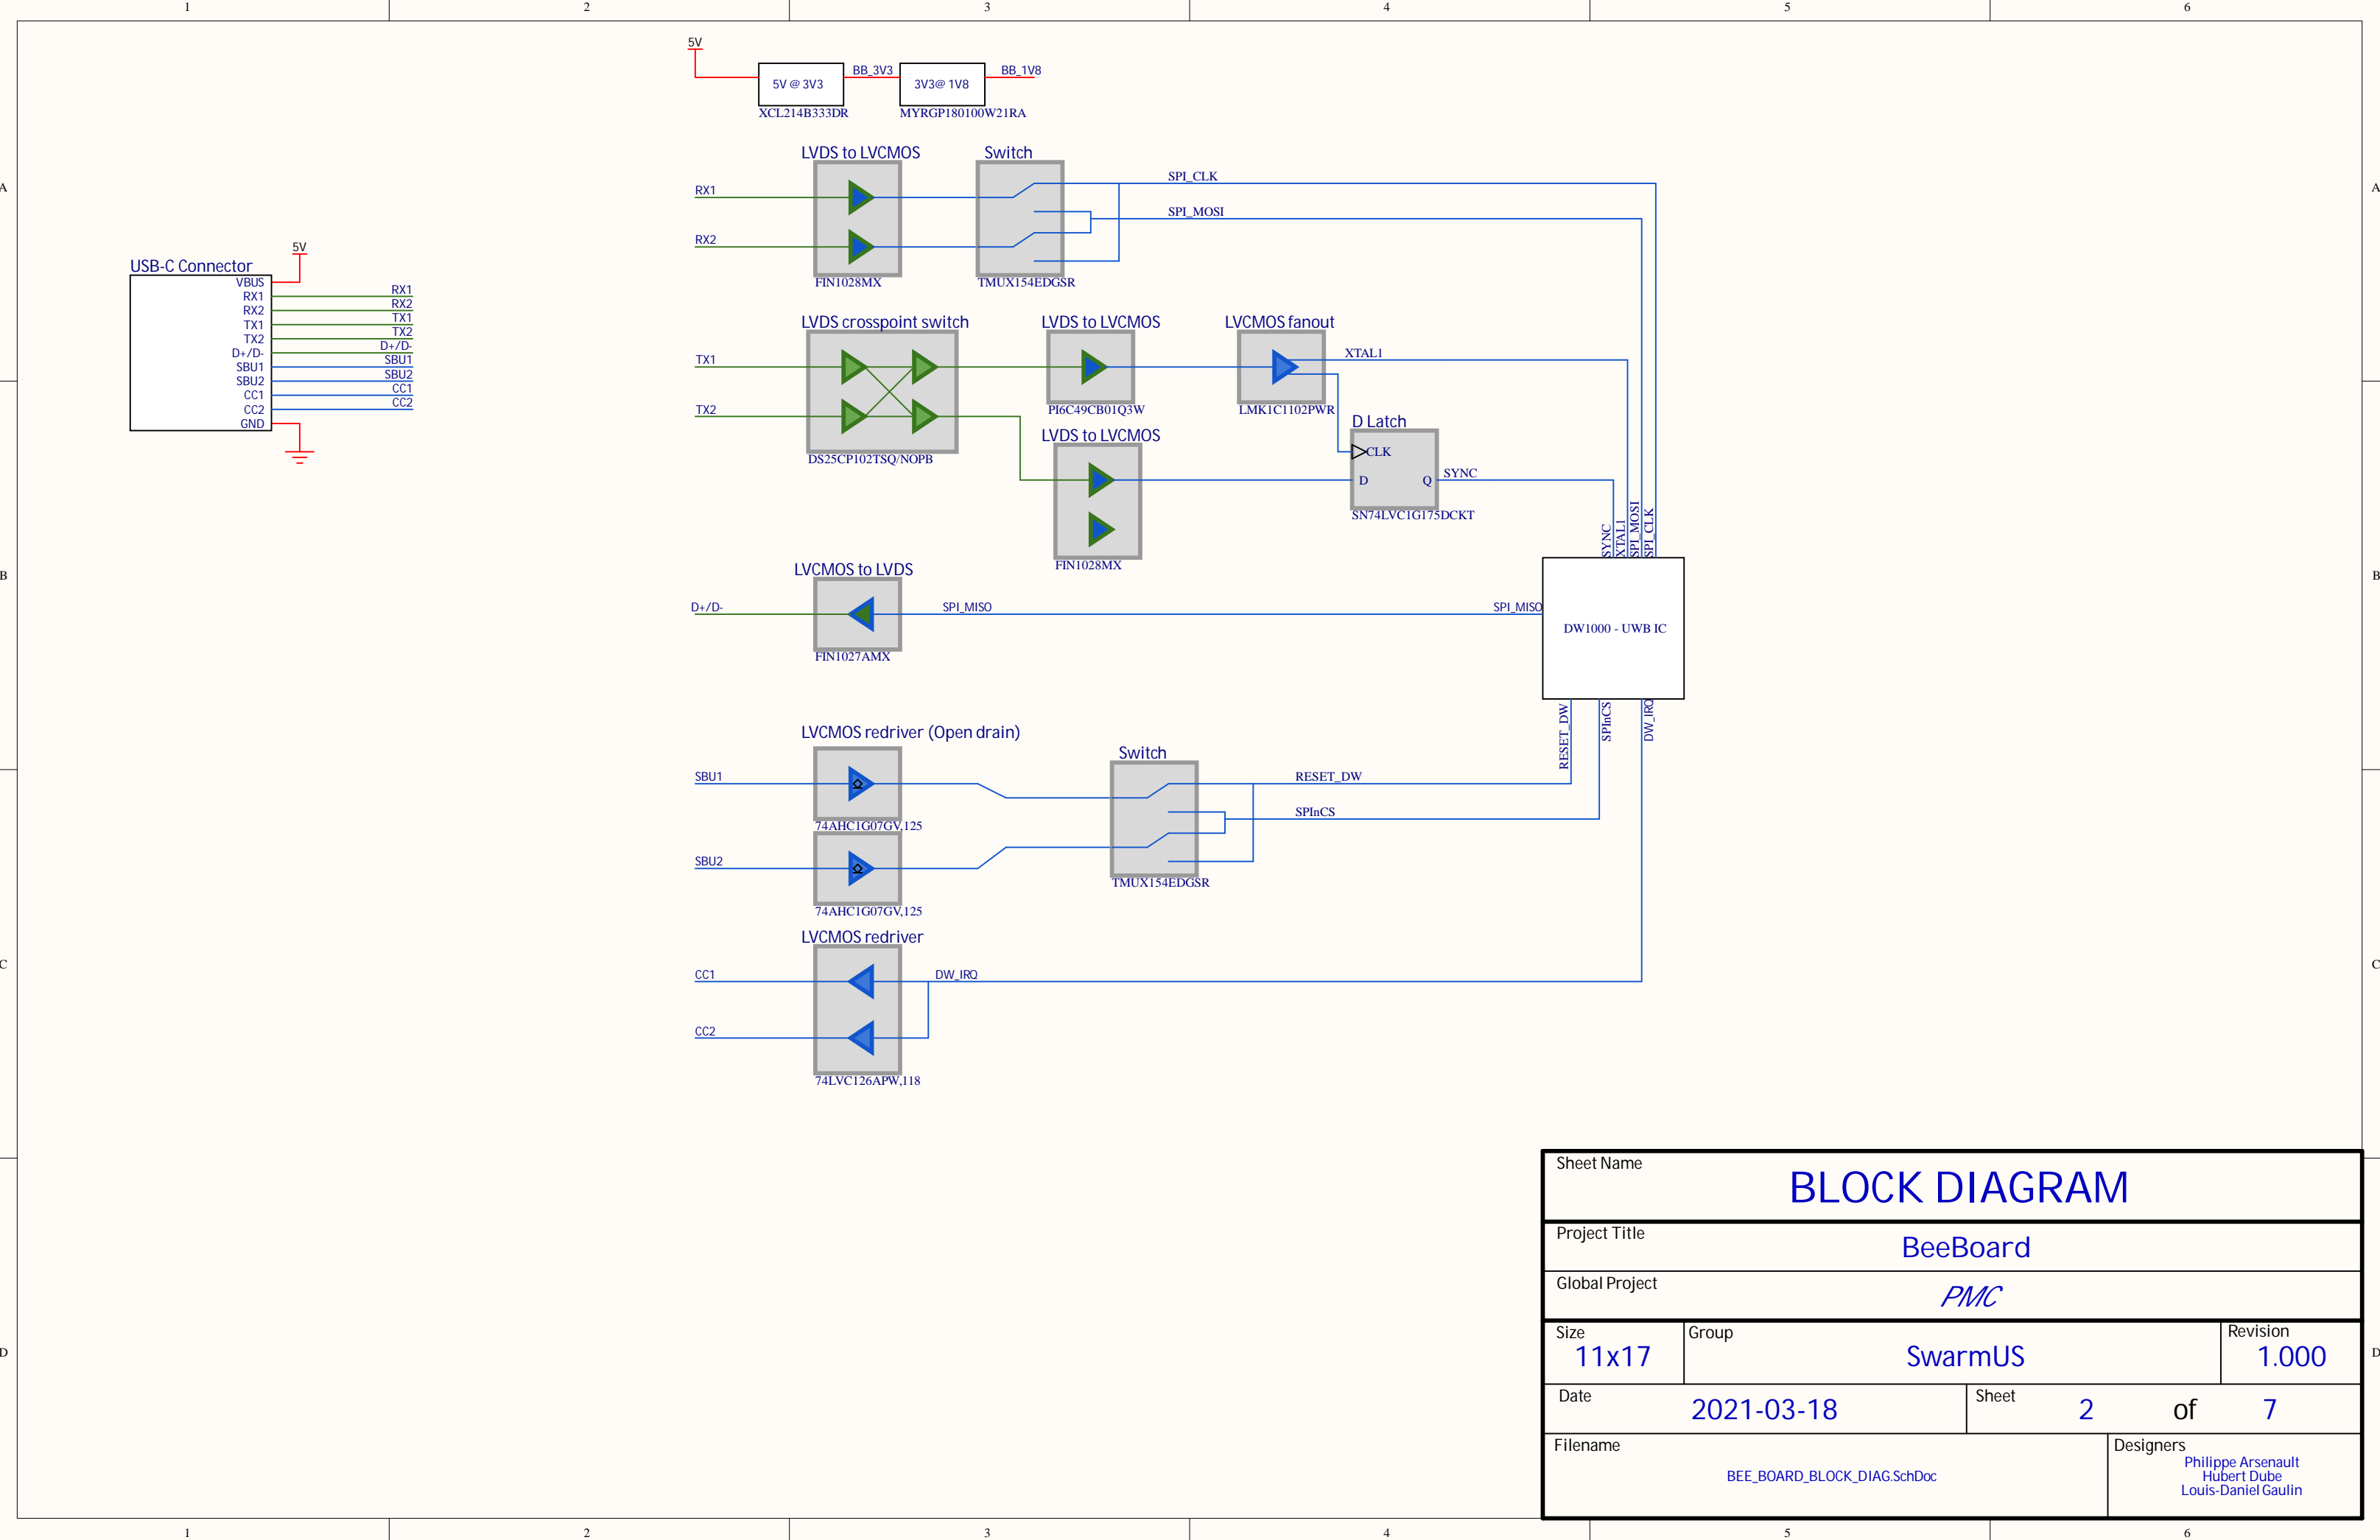 1 2 3 4 5 6
A A
B B
C C
D D
5V
5V @ 3V3
BB_3V3
3V3@ 1V8
BB_1V8
XCL214B333DR
MYRGP180100W21RA
LVDS to LVCMOS
Switch
RX1
RX2
SPI_CLK
SPI_MOSI
FIN1028MX
TMUX154EDGSR
5V
USB-C Connector
VBUS
RX1 RX1
RX2 RX2
TX1 TX1
TX2 TX2
D+/D- D+/D-
SBU1 SBU1
SBU2 SBU2
CC1 CC1
CC2 CC2
GND
LVDS crosspoint switch
LVDS to LVCMOS
LVCMOS fanout
TX1
TX2
XTAL1
DS25CP102TSQ/NOPB
PI6C49CB01Q3W
LMK1C1102PWR
LVDS to LVCMOS
FIN1028MX
D Latch
CLK
D Q
SYNC
SN74LVC1G175DCKT
SYNC
XTAL1
SPI_MOSI
SPI_CLK
LVCMOS to LVDS
D+/D-
SPI_MISO
SPI_MISO
FIN1027AMX
DW1000 - UWB IC
RESET_DW
SPInCS
DW_IRQ
LVCMOS redriver (Open drain)
Switch
SBU1
74AHC1G07GV,125
SBU2
74AHC1G07GV,125
RESET_DW
SPInCS
TMUX154EDGSR
LVCMOS redriver
CC1
DW_IRQ
CC2
74LVC126APW,118
Sheet Name
BLOCK DIAGRAM
Project Title
BeeBoard
Global Project
PMC
Size
11x17
Group
SwarmUS
Revision
1.000
Date
2021-03-18
Sheet
2 of 7
Filename
BEE_BOARD_BLOCK_DIAG.SchDoc
Designers
Philippe Arsenault
Hubert Dube
Louis-Daniel Gaulin
1 2 3 4 5 6